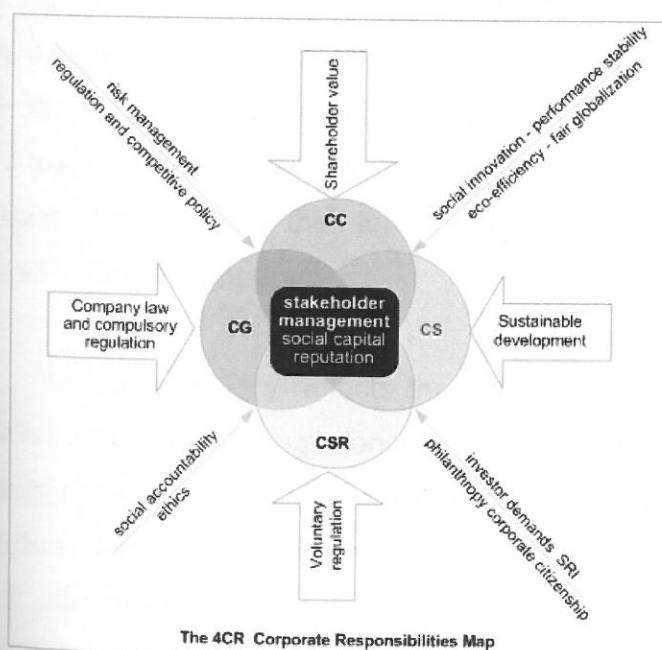 risk management
regulation and competitive policy
Shareholder value
social innovation - performance stability
eco-efficiency - fair globalization
CC
Company law
and compulsory
regulation
CG
stakeholder
management
social capital
reputation
CS
Sustainable
development
CSR
social accountability
ethics
Voluntary
regulation
investor demands SRI
philanthropy corporate citizenship
The 4CR Corporate Responsibilities Map